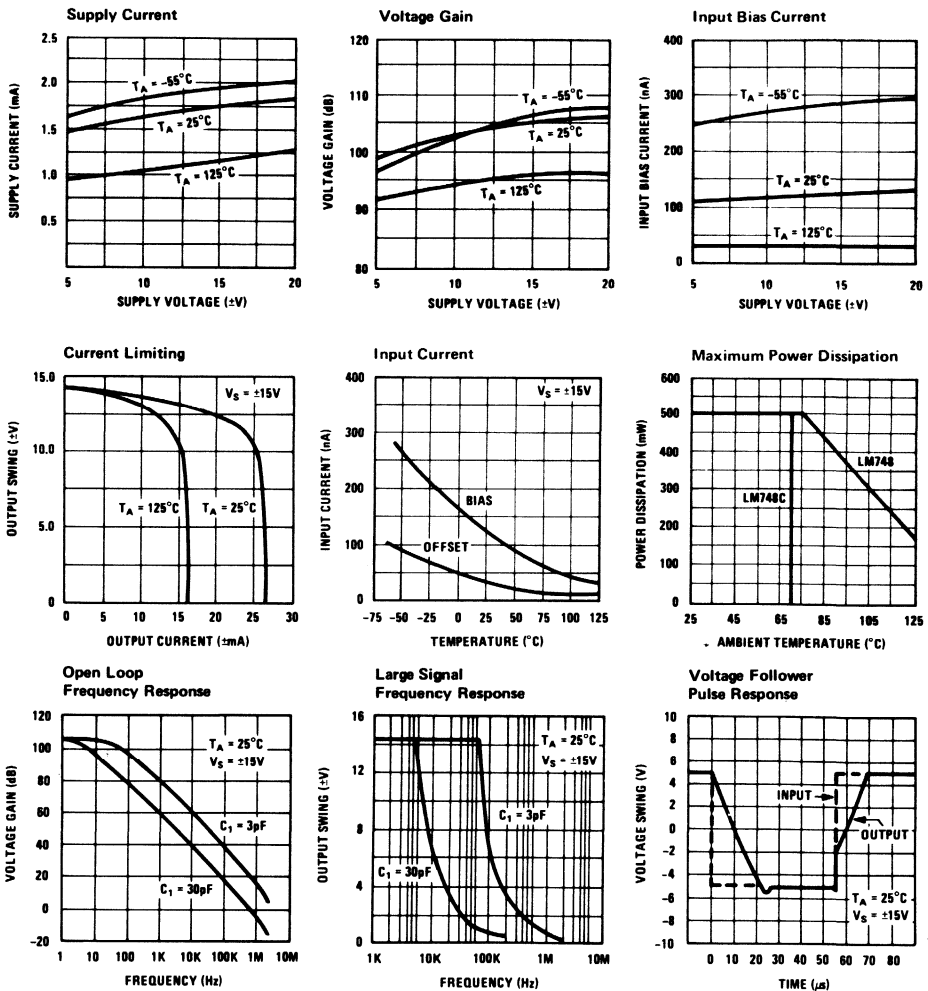 Supply Current
2.5
2.0
1.5
1.0
0.5
SUPPLY CURRENT (mA)
T_A = -55°C
T_A = 25°C
T_A = 125°C
5 10 15 20
SUPPLY VOLTAGE (±V)
Voltage Gain
120
110
100
90
80
VOLTAGE GAIN (dB)
T_A = -55°C
T_A = 25°C
T_A = 125°C
5 10 15 20
SUPPLY VOLTAGE (±V)
Input Bias Current
400
300
200
100
0
INPUT BIAS CURRENT (nA)
T_A = -55°C
T_A = 25°C
T_A = 125°C
5 10 15 20
SUPPLY VOLTAGE (±V)
Current Limiting
15.0
10.0
5.0
0
OUTPUT SWING (±V)
V_S = ±15V
T_A = 125°C
T_A = 25°C
0 5 10 15 20 25 30
OUTPUT CURRENT (±mA)
Input Current
400
300
200
100
0
INPUT CURRENT (nA)
V_S = ±15V
BIAS
OFFSET
-75 -50 -25 0 25 50 75 100 125
TEMPERATURE (°C)
Maximum Power Dissipation
600
500
400
300
200
100
0
POWER DISSIPATION (mW)
LM748
LM748C
25 45 65 85 105 125
AMBIENT TEMPERATURE (°C)
Open Loop
Frequency Response
120
100
80
60
40
20
0
-20
VOLTAGE GAIN (dB)
T_A = 25°C
V_S = ±15V
C_1 = 3pF
C_1 = 30pF
1 10 100 1K 10K 100K 1M 10M
FREQUENCY (Hz)
Large Signal
Frequency Response
16
12
8
4
0
OUTPUT SWING (±V)
T_A = 25°C
V_S = ±15V
C_1 = 3pF
C_1 = 30pF
1K 10K 100K 1M 10M
FREQUENCY (Hz)
Voltage Follower
Pulse Response
10
8
6
4
2
0
-2
-4
-6
-8
-10
VOLTAGE SWING (V)
INPUT
OUTPUT
T_A = 25°C
V_S = ±15V
0 10 20 30 40 50 60 70 80
TIME (µs)